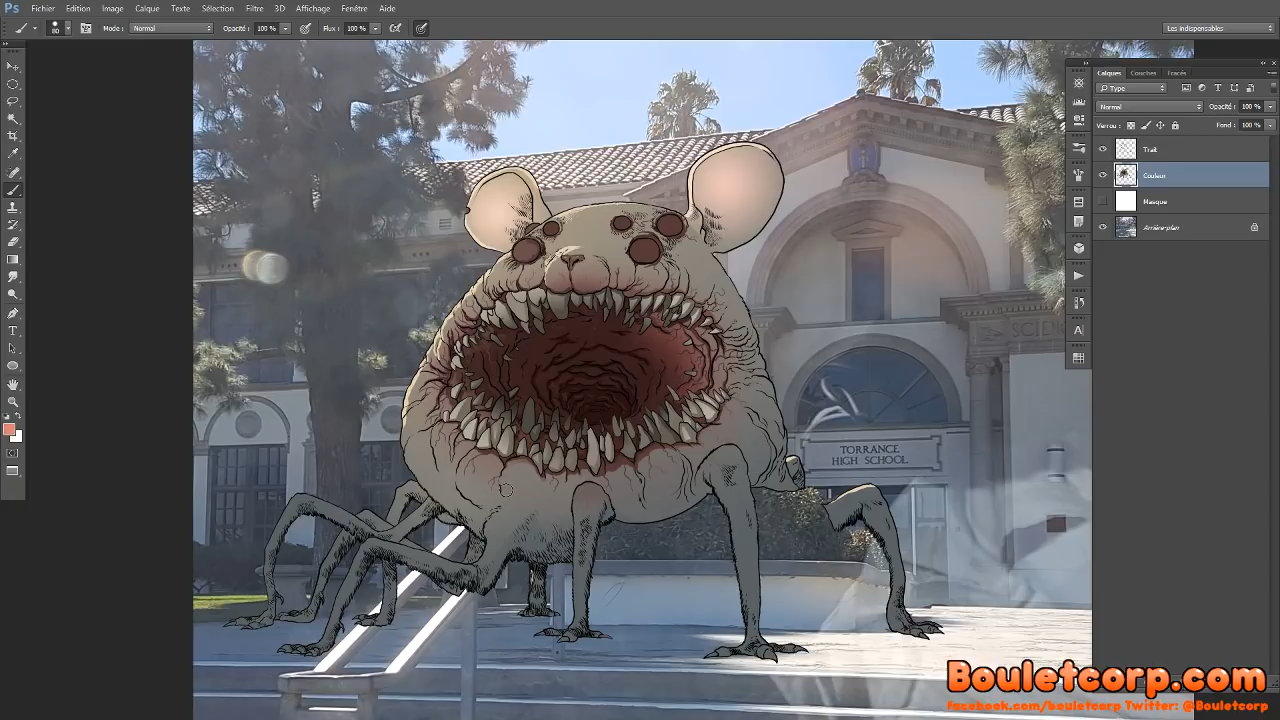 Ps Fichier Edition Image Calque Texte Sélection Filtre 3D Affichage Fenêtre Aide
80 Mode : Normal Opacité : 100 % Flux : 100 % Les indispensables
Calques Couches Tracés
Type
Normal Opacité : 100 %
Verrou : Fond : 100 %
Trait
Couleur
Masque
Arrière-plan
TORRANCE
HIGH SCHOOL
Bouletcorp.com
facebook.com/bouletcorp Twitter: @Bouletcorp